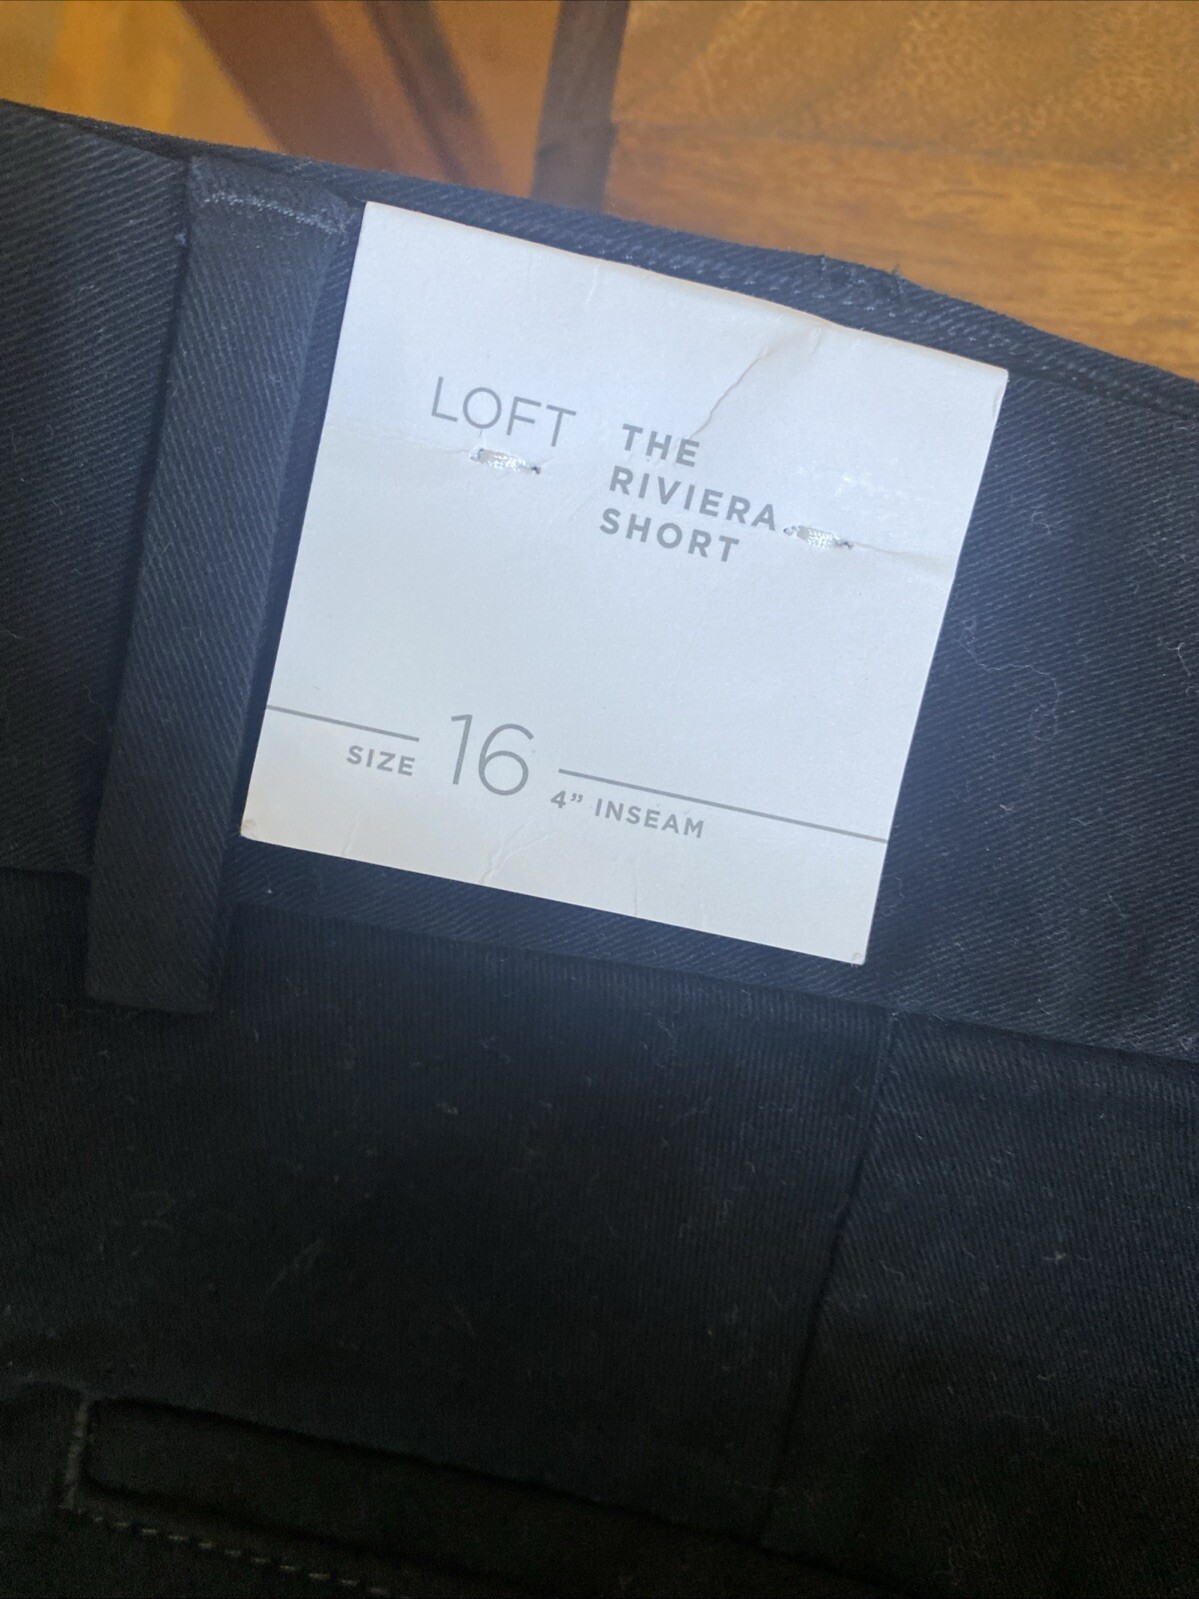 LOFT
THE
RIVIERA
SHORT
SIZE 16 4” INSEAM